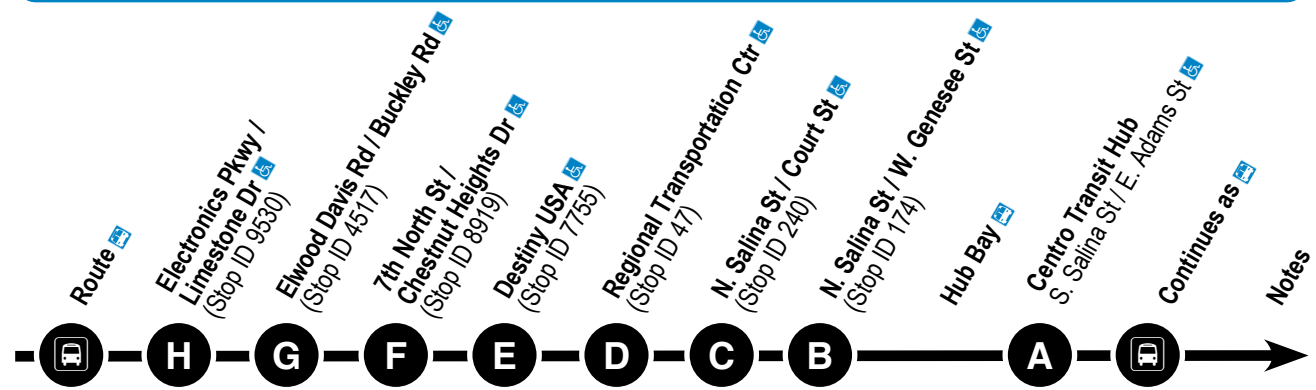 Route
Electronics Pkwy /
Limestone Dr
(Stop ID 9530)
Elwood Davis Rd / Buckley Rd
(Stop ID 4517)
7th North St /
Chestnut Heights Dr
(Stop ID 8919)
Destiny USA
(Stop ID 7755)
Regional Transportation Ctr
(Stop ID 47)
N. Salina St / Court St
(Stop ID 240)
N. Salina St / W. Genesee St
(Stop ID 174)
Hub Bay
Centro Transit Hub
S. Salina St / E. Adams St
Continues as
Notes
H G F E D C B A